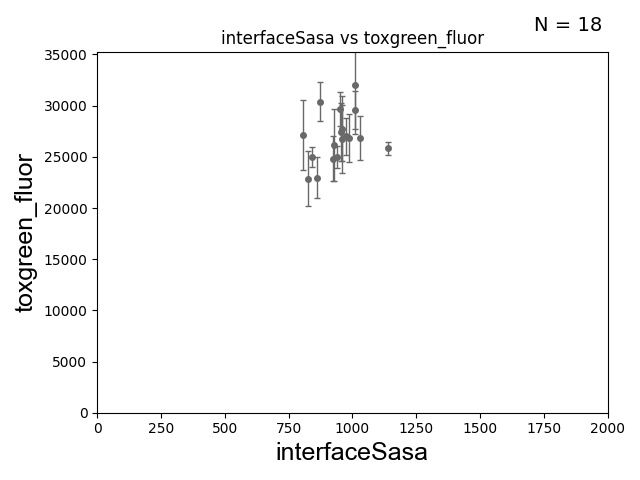 N = 18
interfaceSasa vs toxgreen_fluor
35000
30000
25000
20000
15000
10000
5000
0
toxgreen_fluor
0 250 500 750 1000 1250 1500 1750 2000
interfaceSasa